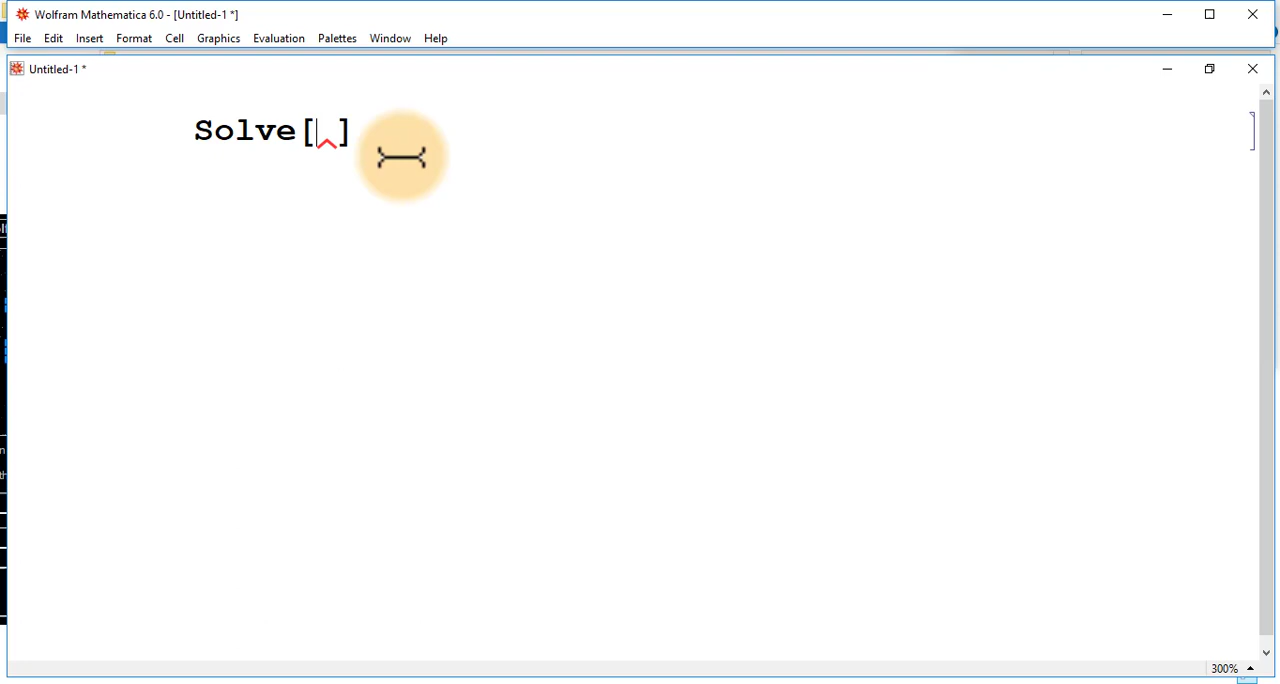 Wolfram Mathematica 6.0 - [Untitled-1 *]
File Edit Insert Format Cell Graphics Evaluation Palettes Window Help
Untitled-1 *
Solve[ ]
300%